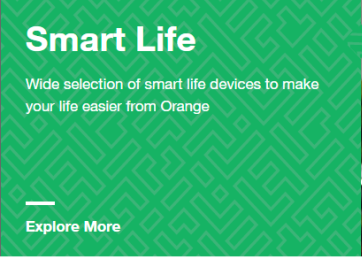 Smart Life
Wide selection of smart life devices to make
your life easier from Orange
Explore More